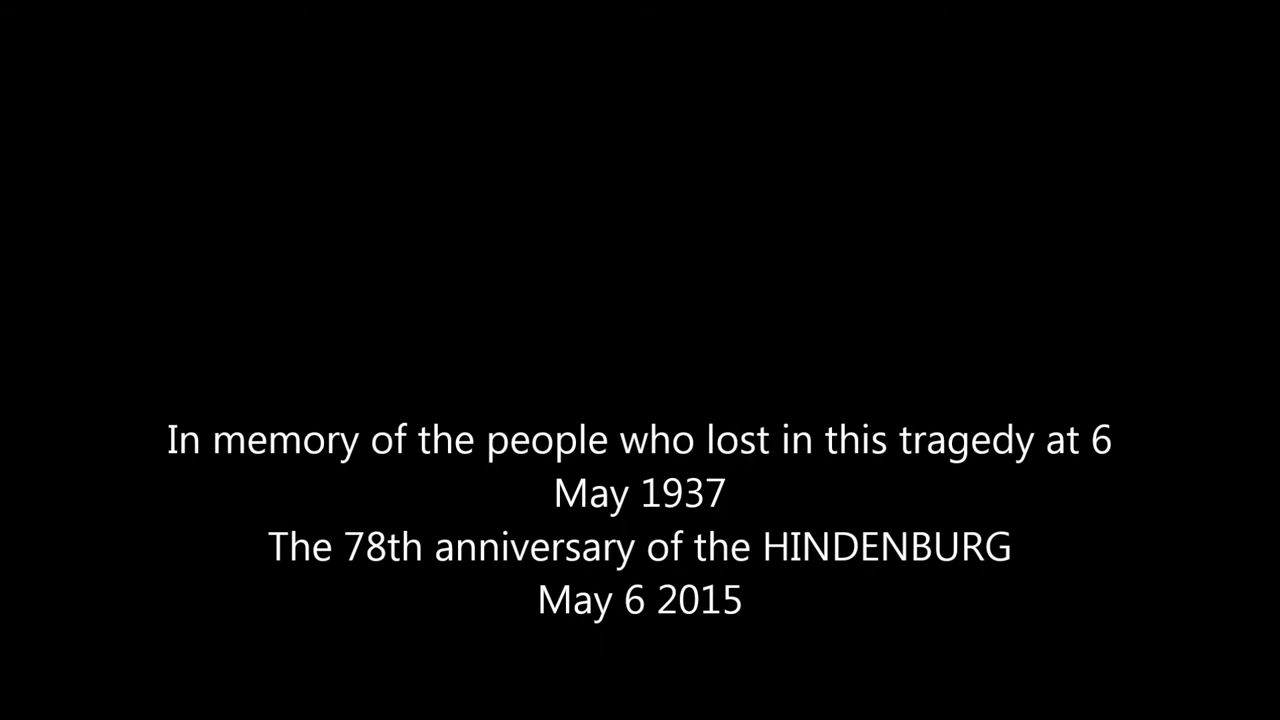 In memory of the people who lost in this tragedy at 6
May 1937
The 78th anniversary of the HINDENBURG
May 6 2015